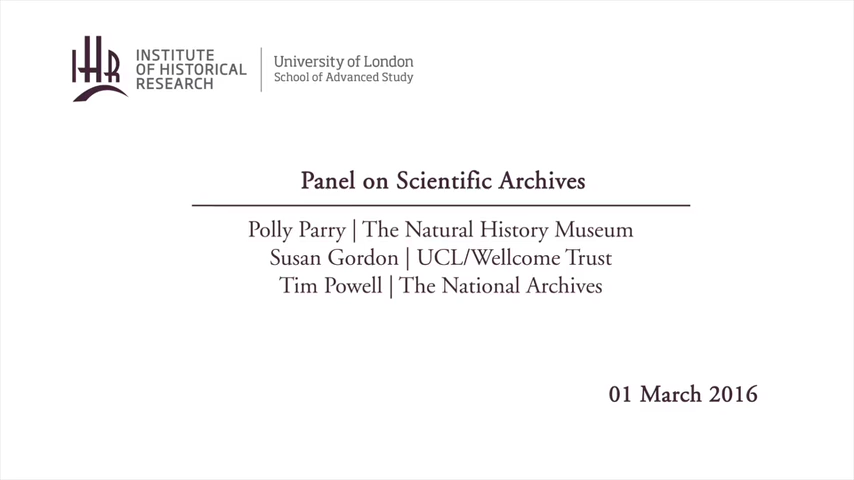 IHR
INSTITUTE
OF HISTORICAL
RESEARCH
University of London
School of Advanced Study
Panel on Scientific Archives
Polly Parry | The Natural History Museum
Susan Gordon | UCL/Wellcome Trust
Tim Powell | The National Archives
01 March 2016